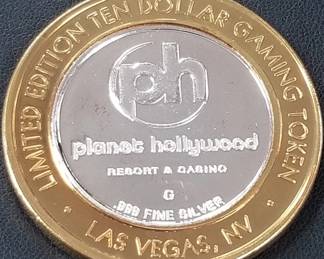 LIMITED EDITION TEN DOLLAR GAMING TOKEN
ph
planet hollywood
RESORT & CASINO
G
.999 FINE SILVER
• LAS VEGAS, NV •